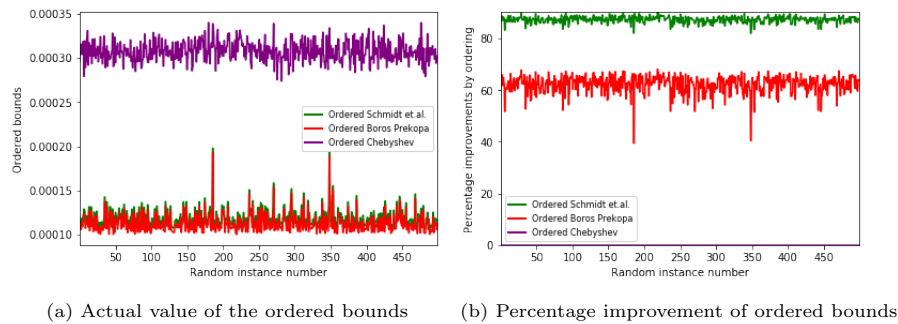 0.00035
0.00030
0.00025
0.00020
0.00015
0.00010
Ordered bounds
Ordered Schmidt et.al.
Ordered Boros Prekopa
Ordered Chebyshev
50 100 150 200 250 300 350 400 450
Random instance number
(a) Actual value of the ordered bounds
80
60
40
20
0
Percentage improvements by ordering
Ordered Schmidt et.al.
Ordered Boros Prekopa
Ordered Chebyshev
50 100 150 200 250 300 350 400 450
Random instance number
(b) Percentage improvement of ordered bounds